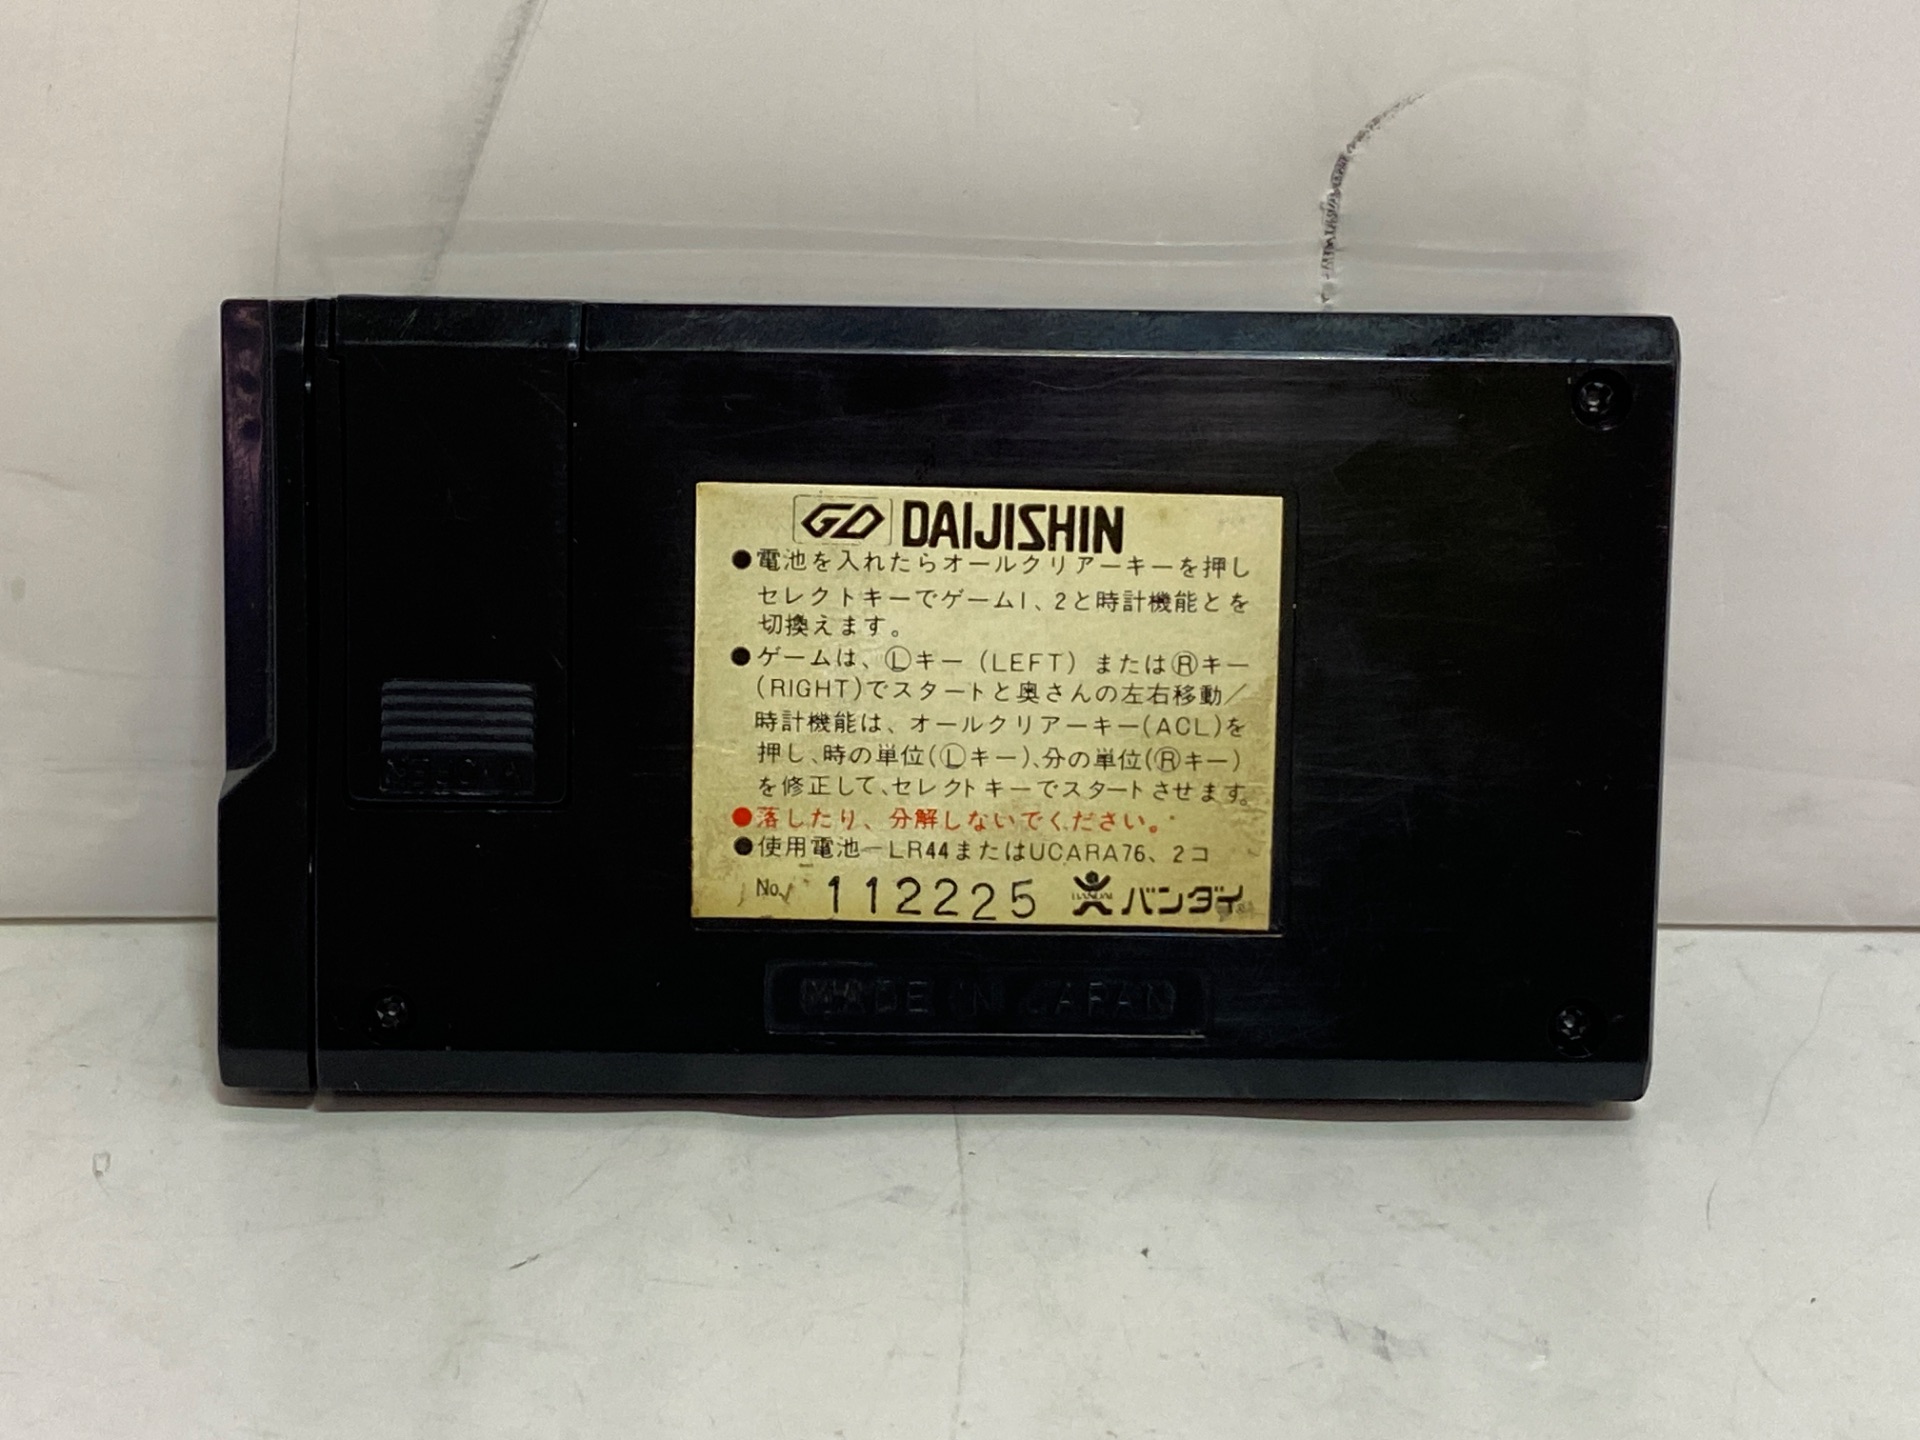 GD DAIJISHIN
●電池を入れたらオールクリアーキーを押し
セレクトキーでゲーム1、2と時計機能とを
切換えます。
●ゲームは、Ⓛキー(LEFT)またはⓇキー
(RIGHT)でスタートと奥さんの左右移動/
時計機能は、オールクリアーキー(ACL)を
押し、時の単位(Ⓛキー)、分の単位(Ⓡキー)
を修正して、セレクトキーでスタートさせます。
●落したり、分解しないでください。
●使用電池—LR44またはUCARA76、2コ
No. 112225 BANDAI バンダイ
MADE IN JAPAN